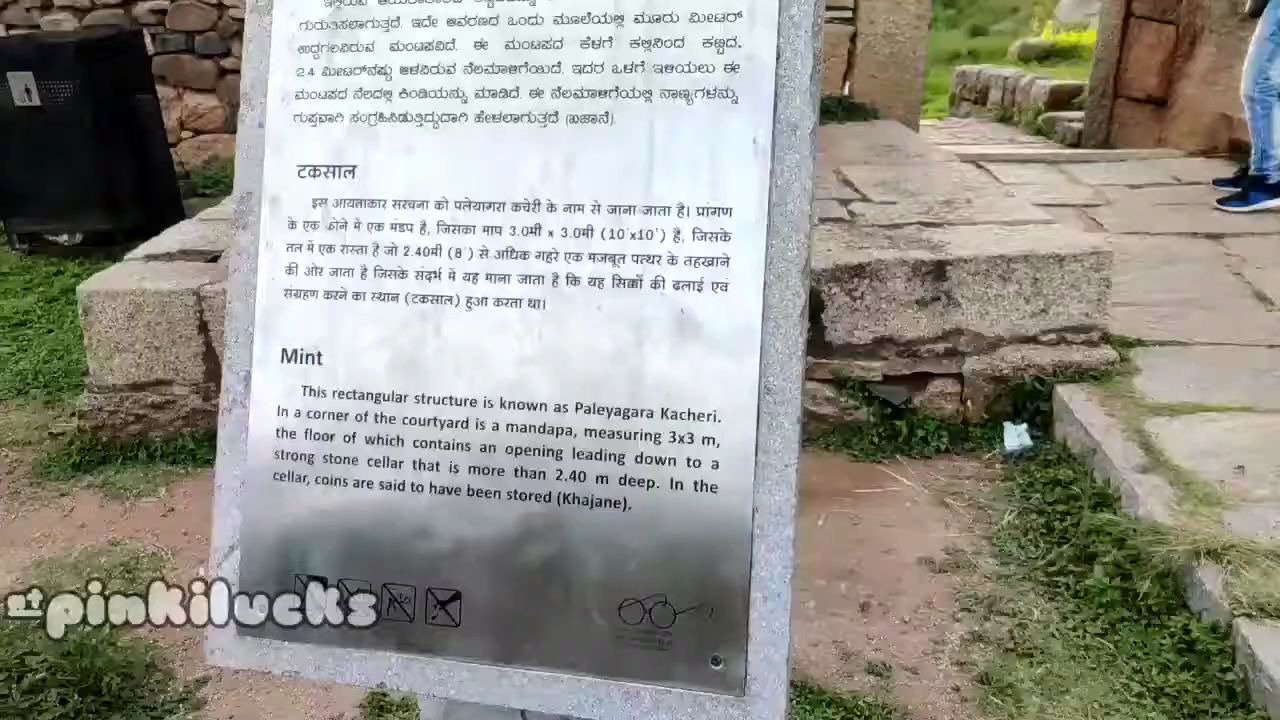 ಗುರುತಿಸಲಾಗುತ್ತದೆ. ಇದೇ ಆವರಣದ ಒಂದು ಮೂಲೆಯಲ್ಲಿ ಮೂರು ಮೀಟರ್
ಉದ್ದಗಲವಿರುವ ಮಂಟಪವಿದೆ. ಈ ಮಂಟಪದ ಕೆಳಗೆ ಕಲ್ಲಿನಿಂದ ಕಟ್ಟಿದ.
2.4 ಮೀಟರ್‌ನಷ್ಟು ಆಳವಿರುವ ನೆಲಮಾಳಿಗೆಯಿದೆ. ಇದರ ಒಳಗೆ ಇಳಿಯಲು ಈ
ಮಂಟಪದ ನೆಲದಲ್ಲಿ ಕಿಂಡಿಯನ್ನು ಮಾಡಿದೆ. ಈ ನೆಲಮಾಳಿಗೆಯಲ್ಲಿ ನಾಣ್ಯಗಳನ್ನು
ಗುಪ್ತವಾಗಿ ಸಂಗ್ರಹಿಸಿಡುತ್ತಿದ್ದುದಾಗಿ ಹೇಳಲಾಗುತ್ತದೆ (ಖಜಾನೆ).
टकसाल
इस आयताकार सरचना को पलेयागरा कचेरी के नाम से जाना जाता है। प्रांगण
के एक कोने में एक मंडप है, जिसका माप 3.0मी x 3.0मी (10'x10') है, जिसके
तल में एक रास्ता है जो 2.40मी (8') से अधिक गहरे एक मजबूत पत्थर के तहखाने
की ओर जाता है जिसके संदर्भ में यह माना जाता है कि यह सिक्कों की ढलाई एवं
संग्रहण करने का स्थान (टकसाल) हुआ करता था।
Mint
This rectangular structure is known as Paleyagara Kacheri.
In a corner of the courtyard is a mandapa, measuring 3x3 m,
the floor of which contains an opening leading down to a
strong stone cellar that is more than 2.40 m deep. In the
cellar, coins are said to have been stored (Khajane).
pinkilucks